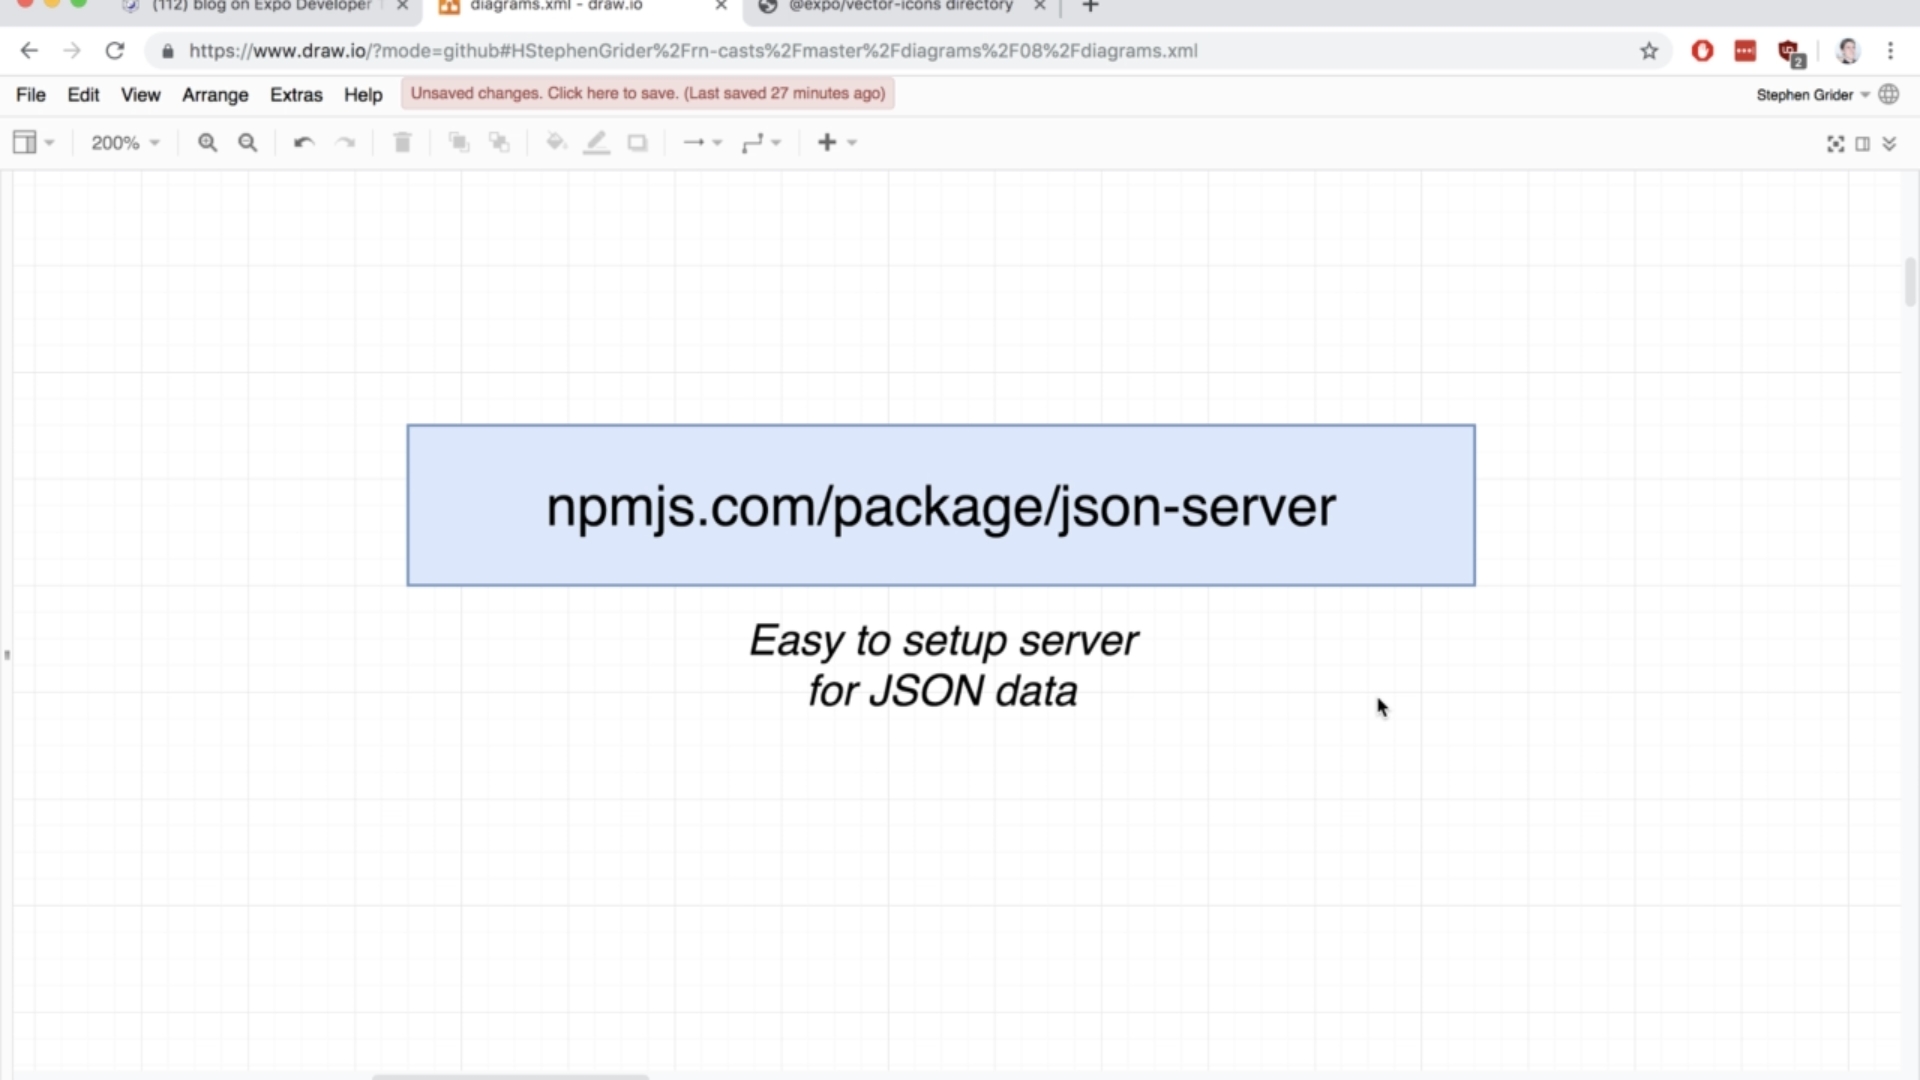 (112) blog on Expo Developer
diagrams.xml - draw.io
@expo/vector-icons directory
https://www.draw.io/?mode=github#HStephenGrider%2Frn-casts%2Fmaster%2Fdiagrams%2F08%2Fdiagrams.xml
2
File Edit View Arrange Extras Help Unsaved changes. Click here to save. (Last saved 27 minutes ago) Stephen Grider
200%
npmjs.com/package/json-server
Easy to setup server
for JSON data